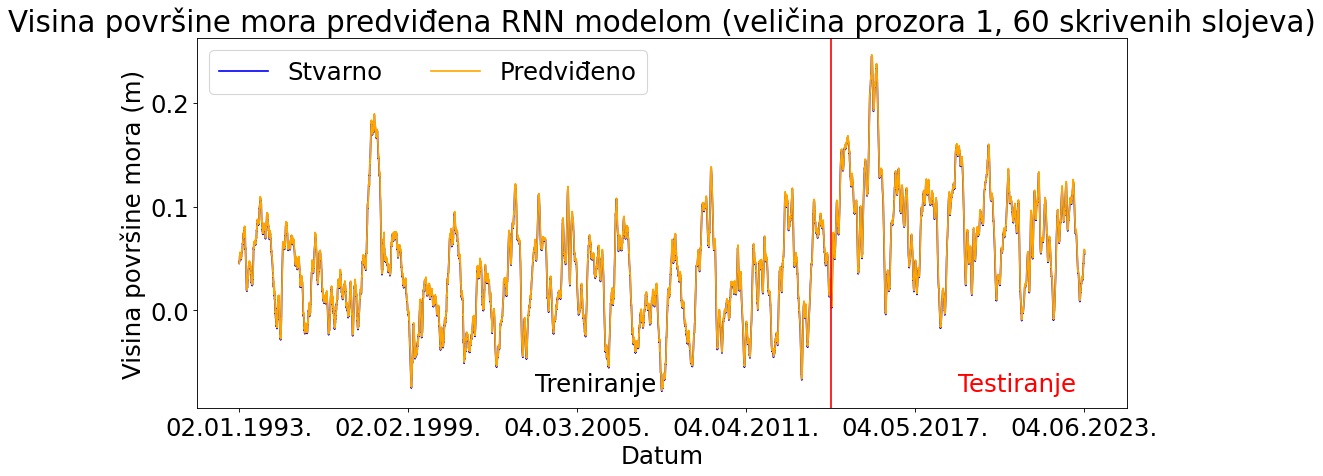 Visina površine mora predviđena RNN modelom (veličina prozora 1, 60 skrivenih slojeva)
Stvarno
Predviđeno
Visina površine mora (m)
0.2
0.1
0.0
Treniranje
Testiranje
02.01.1993.
02.02.1999.
04.03.2005.
04.04.2011.
04.05.2017.
04.06.2023.
Datum